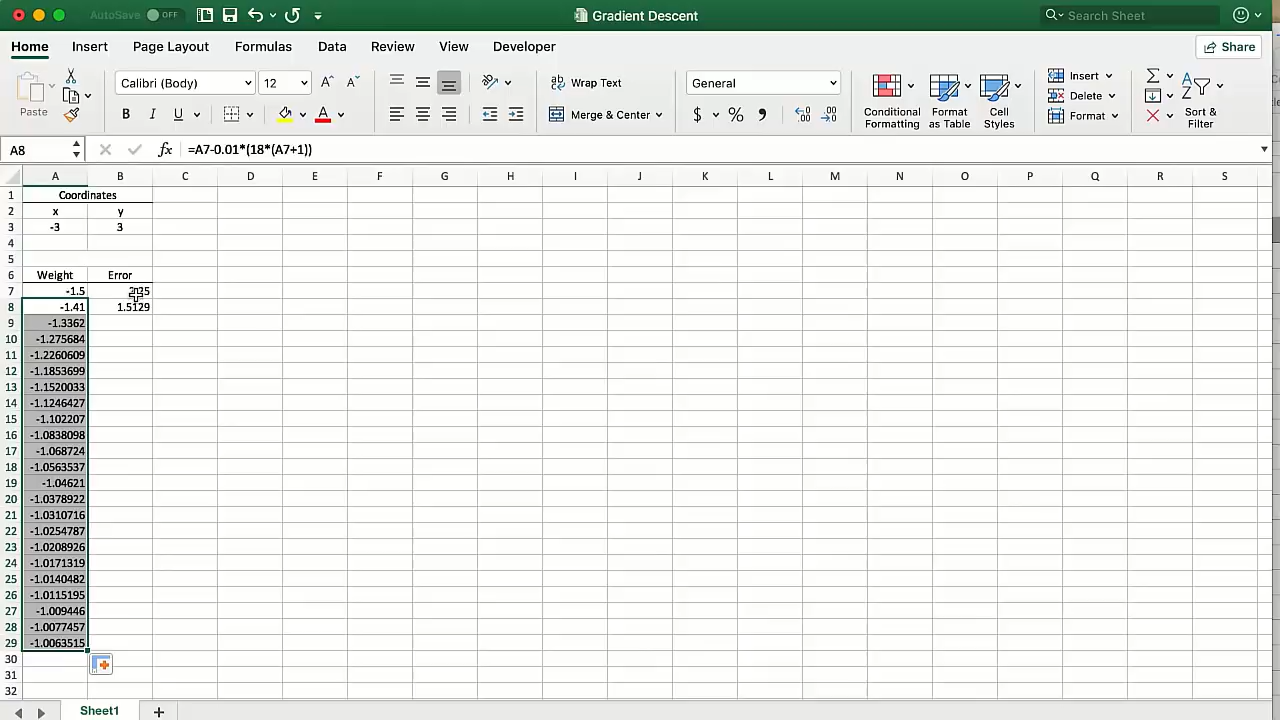 AutoSave OFF Gradient Descent Search Sheet
Home Insert Page Layout Formulas Data Review View Developer Share
Paste Calibri (Body) 12 A^ A˅ Wrap Text General Insert
B I U A Merge & Center $ % Conditional Formatting Format as Table Cell Styles Delete Format Sort & Filter
A8 fx =A7-0.01*(18*(A7+1))
A B C D E F G H I J K L M N O P Q R S
1 Coordinates
2 x y
3 -3 3
4
5
6 Weight Error
7 -1.5
8 -1.41 1.5129
9 -1.3362
10 -1.275684
11 -1.2260609
12 -1.1853699
13 -1.1520033
14 -1.1246427
15 -1.102207
16 -1.0838098
17 -1.068724
18 -1.0563537
19 -1.04621
20 -1.0378922
21 -1.0310716
22 -1.0254787
23 -1.0208926
24 -1.0171319
25 -1.0140482
26 -1.0115195
27 -1.009446
28 -1.0077457
29 -1.0063515
30
31
32
Sheet1